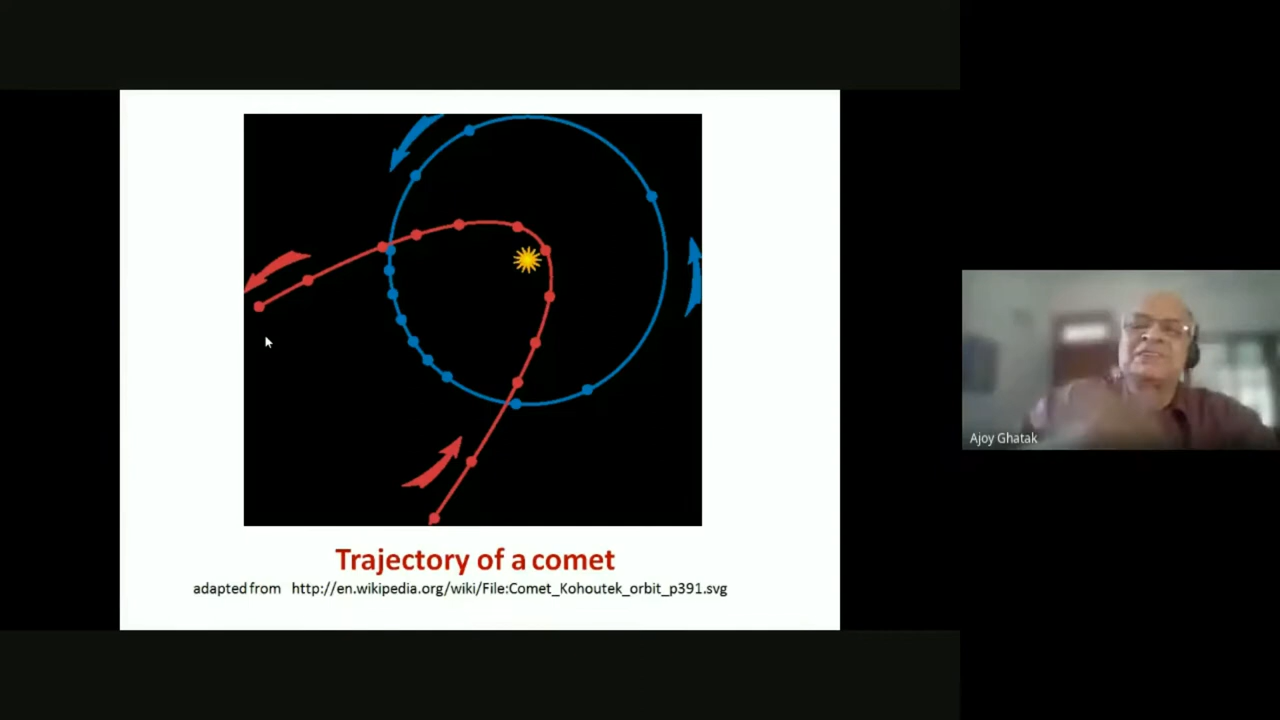 Trajectory of a comet
adapted from http://en.wikipedia.org/wiki/File:Comet_Kohoutek_orbit_p391.svg
Ajoy Ghatak